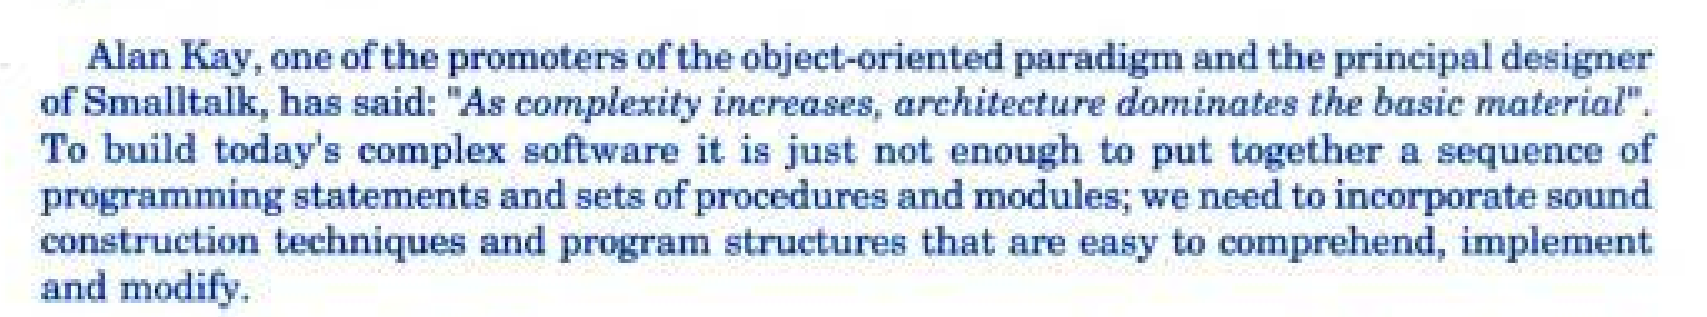 Alan Kay, one of the promoters of the object-oriented paradigm and the principal designer
of Smalltalk, has said: "As complexity increases, architecture dominates the basic material".
To build today's complex software it is just not enough to put together a sequence of
programming statements and sets of procedures and modules; we need to incorporate sound
construction techniques and program structures that are easy to comprehend, implement
and modify.